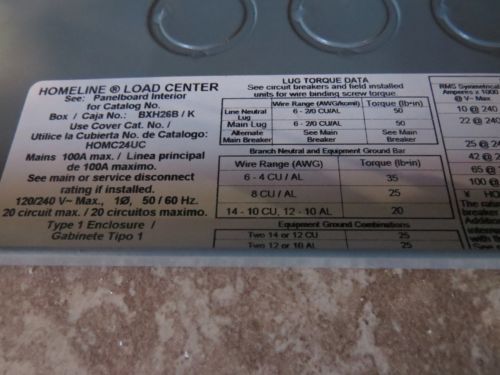 HOMELINE ® LOAD CENTER
See: Panelboard Interior
for Catalog No.
Box / Caja No.: BXH26B / K
Use Cover Cat. No. /
Utilice la Cubierta No. de Catalogo:
HOMC24UC
Mains 100A max. / Linea principal
de 100A maximo.
See main or service disconnect
rating if installed.
120/240 V~ Max., 1Ø, 50 / 60 Hz.
20 circuit max. / 20 circuitos maximo.
Type 1 Enclosure /
Gabinete Tipo 1
LUG TORQUE DATA
See circuit breakers and field installed
units for wire binding screw torque.
Wire Range (AWG/kcmil) Torque (lb•in)
Line Neutral Lug 6 - 2/0 CU/AL 50
Main Lug 6 - 2/0 CU/AL 50
Alternate Main Breaker See Main Breaker See Main Breaker
Branch Neutral and Equipment Ground Bar
Wire Range (AWG) Torque (lb•in)
6 - 4 CU / AL 35
8 CU / AL 25
14 - 10 CU, 12 - 10 AL 20
Equipment Ground Combinations
Two 14 or 12 CU 25
Two 12 or 10 AL 25
RMS Symmetrical
Amperes x 1000
@ V~ Max
10 @ 240
22 @ 240
25 @ 24
42 @
65 @
100